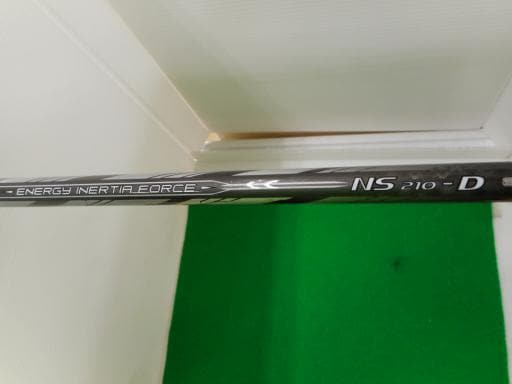 - ENERGY INERTIA FORCE - NS 210 - D